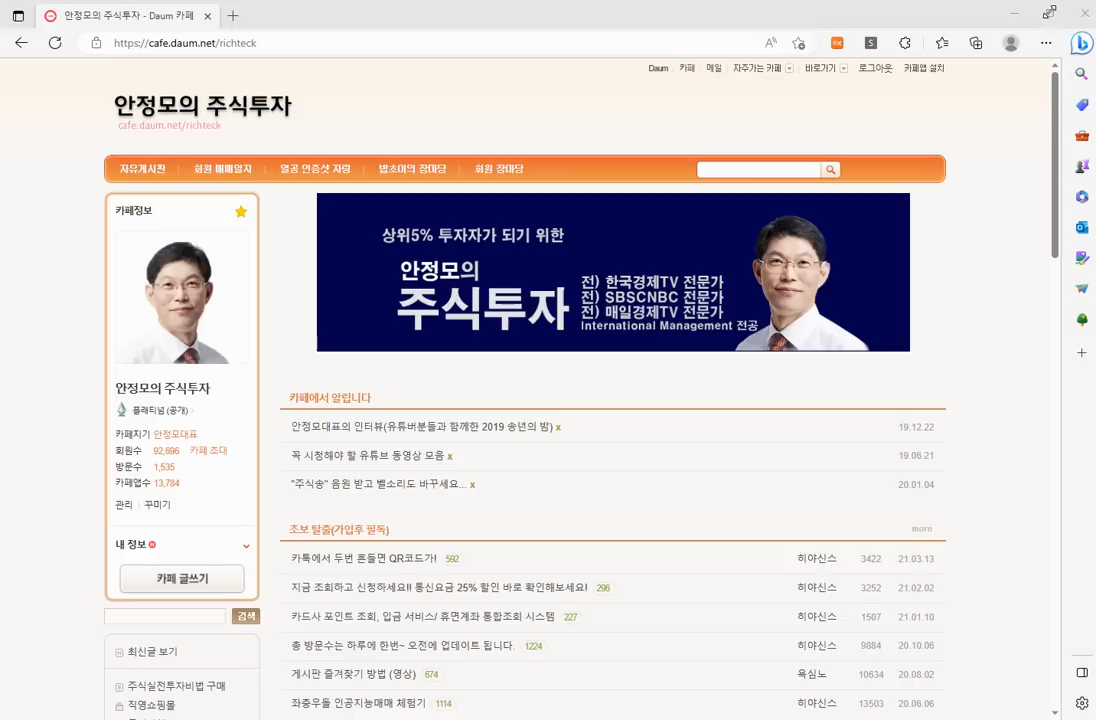 안정모의 주식투자 - Daum 카페
https://cafe.daum.net/richteck
Daum 카페 메일 자주가는 카페 바로가기 로그아웃 카페앱 설치
안정모의 주식투자
cafe.daum.net/richteck
자유게시판 회원 매매일지 열공 인증샷 자랑 밥초미의 장마당 회원 장마당
카페정보
안정모의 주식투자
플래티넘 (공개)
카페지기 안정모대표
회원수 92,696 카페 초대
방문수 1,535
카페앱수 13,784
관리 꾸미기
내 정보
카페 글쓰기
검색
최신글 보기
주식실전투자비법 구매
직영쇼핑몰
상위5% 투자자가 되기 위한
안정모의
주식투자
전) 한국경제TV 전문가
전) SBSCNBC 전문가
전) 매일경제TV 전문가
International Management 전공
카페에서 알립니다
안정모대표의 인터뷰(유튜버분들과 함께한 2019 송년의 밤) x 19.12.22
꼭 시청해야 할 유튜브 동영상 모음 x 19.06.21
"주식송" 음원 받고 벨소리도 바꾸세요... x 20.01.04
초보 탈출(가입후 필독) more
카톡에서 두번 흔들면 QR코드가! 592 히야신스 3422 21.03.13
지금 조회하고 신청하세요!! 통신요금 25% 할인 바로 확인해보세요! 296 히야신스 3252 21.02.02
카드사 포인트 조회, 입금 서비스/ 휴면계좌 통합조회 시스템 227 히야신스 1507 21.01.10
총 방문수는 하루에 한번~ 오전에 업데이트 됩니다. 1224 히야신스 9884 20.10.06
게시판 즐겨찾기 방법 (영상) 674 욕심노 10634 20.08.02
좌충우돌 인공지능매매 체험기 1114 히야신스 13503 20.06.06